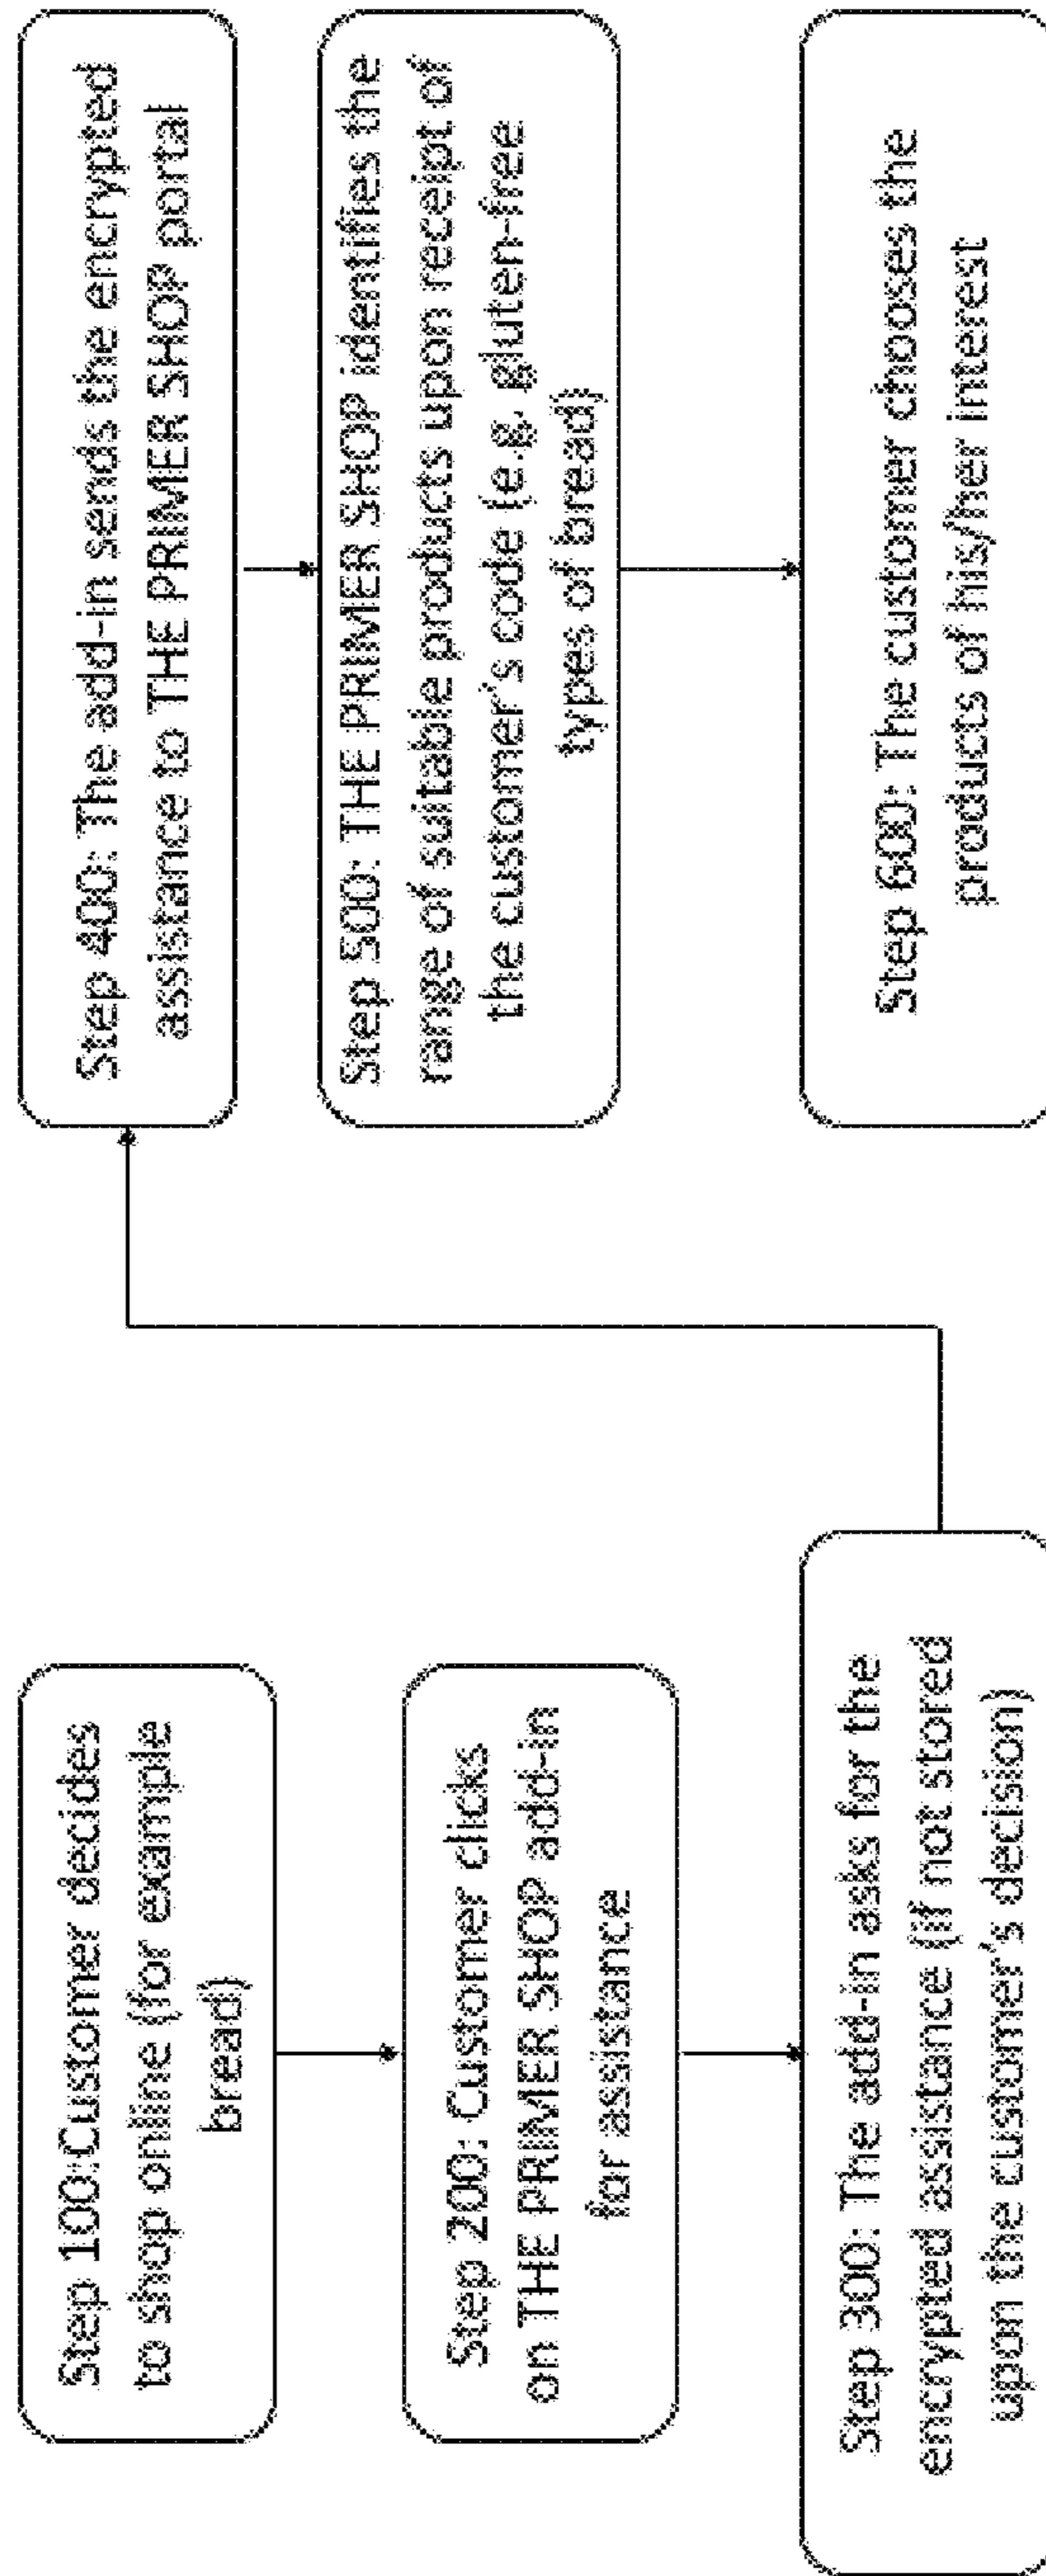 Step 100:Customer decides
to shop online (for example
bread)
Step 200: Customer clicks
on THE PRIMER SHOP add-in
for assistance
Step 300: The add-in asks for the
encrypted assistance (if not stored
upon the customer's decision)
Step 400: The add-in sends the encrypted
assistance to THE PRIMER SHOP portal
Step 500: THE PRIMER SHOP identifies the
range of suitable products upon receipt of
the customer's code (e.g. gluten-free
types of bread)
Step 600: The customer chooses the
products of his/her interest